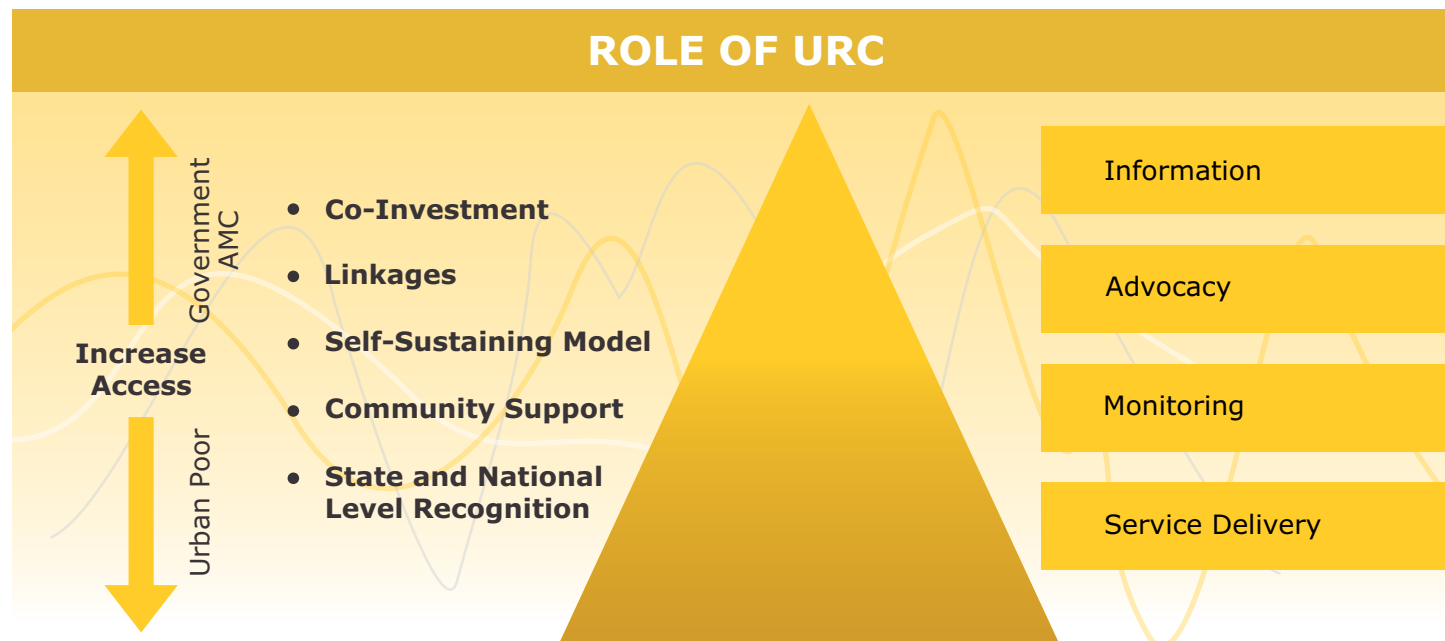 ROLE OF URC
Government
AMC
Increase
Access
Urban Poor
• Co-Investment
• Linkages
• Self-Sustaining Model
• Community Support
• State and National
Level Recognition
Information
Advocacy
Monitoring
Service Delivery